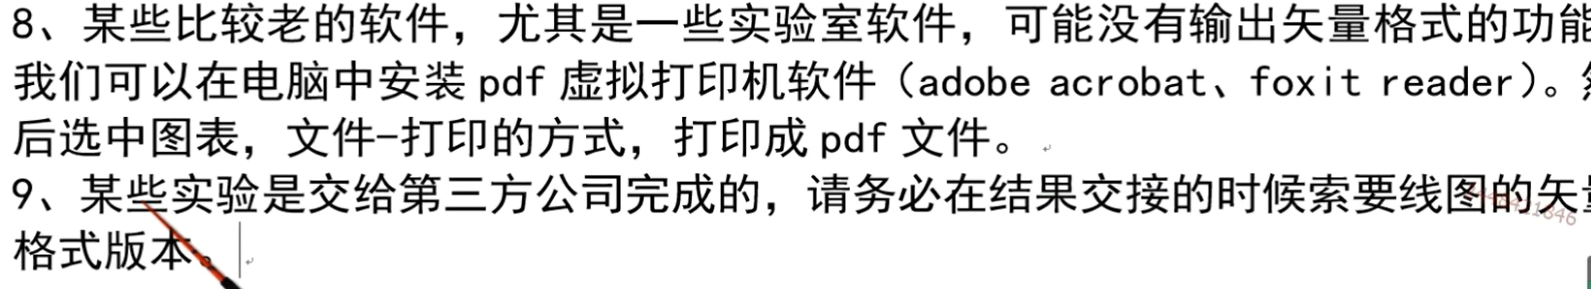 8、某些比较老的软件，尤其是一些实验室软件，可能没有输出矢量格式的功能
我们可以在电脑中安装 pdf 虚拟打印机软件（adobe acrobat、foxit reader）。然
后选中图表，文件-打印的方式，打印成 pdf 文件。
9、某些实验是交给第三方公司完成的，请务必在结果交接的时候索要线图的矢量
格式版本。